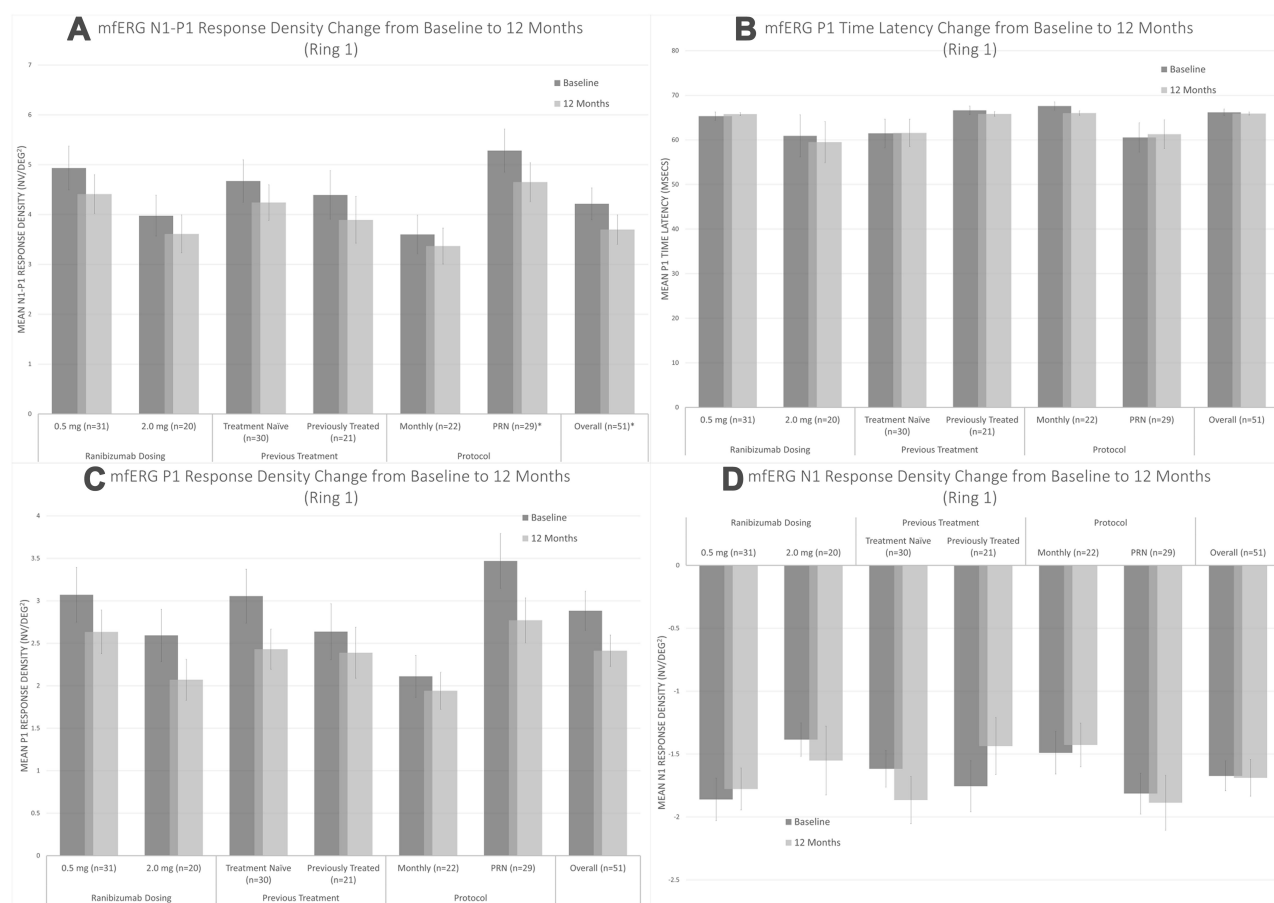 A mfERG N1-P1 Response Density Change from Baseline to 12 Months
(Ring 1)
Baseline
12 Months
MEAN N1-P1 RESPONSE DENSITY (NV/DEG²)
7
6
5
4
3
2
1
0
0.5 mg (n=31) 2.0 mg (n=20) Treatment Naïve Previously Treated Monthly (n=22) PRN (n=29)* Overall (n=51)*
(n=30) (n=21)
Ranibizumab Dosing Previous Treatment Protocol
B mfERG P1 Time Latency Change from Baseline to 12 Months
(Ring 1)
Baseline
12 Months
MEAN P1 TIME LATENCY (MSECS)
80
70
60
50
40
30
20
10
0
0.5 mg (n=31) 2.0 mg (n=20) Treatment Naïve Previously Treated Monthly (n=22) PRN (n=29) Overall (n=51)
(n=30) (n=21)
Ranibizumab Dosing Previous Treatment Protocol
C mfERG P1 Response Density Change from Baseline to 12 Months
(Ring 1)
Baseline
12 Months
MEAN P1 RESPONSE DENSITY (NV/DEG²)
4
3.5
3
2.5
2
1.5
1
0.5
0
0.5 mg (n=31) 2.0 mg (n=20) Treatment Naïve Previously Treated Monthly (n=22) PRN (n=29) Overall (n=51)
(n=30) (n=21)
Ranibizumab Dosing Previous Treatment Protocol
D mfERG N1 Response Density Change from Baseline to 12 Months
(Ring 1)
Ranibizumab Dosing Previous Treatment Protocol
0.5 mg (n=31) 2.0 mg (n=20) Treatment Naïve Previously Treated Monthly (n=22) PRN (n=29) Overall (n=51)
(n=30) (n=21)
MEAN N1 RESPONSE DENSITY (NV/DEG²)
0
-0.5
-1
-1.5
-2
-2.5
Baseline
12 Months